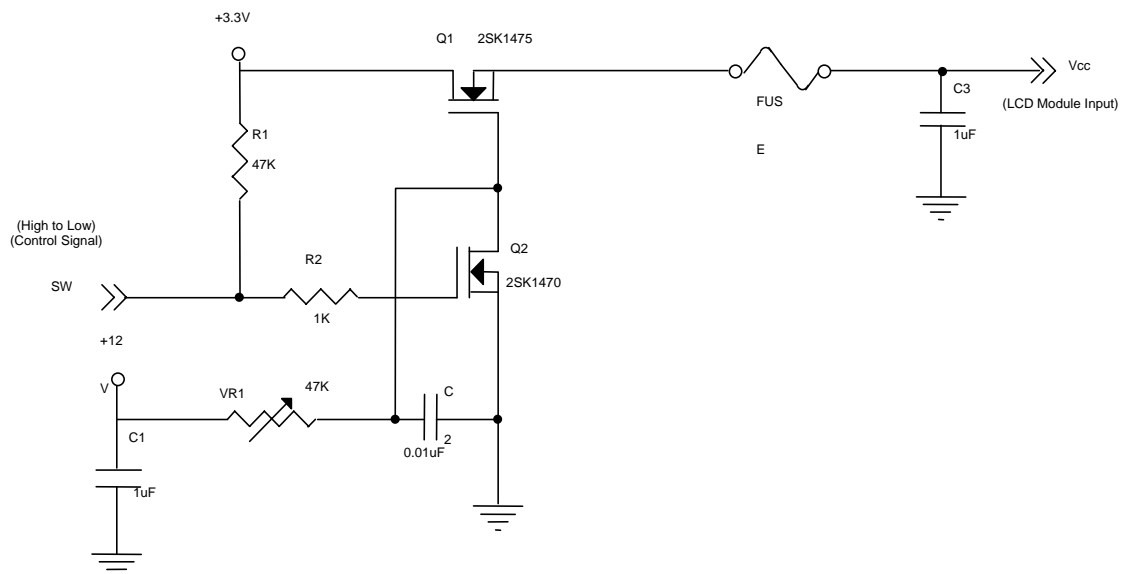 +3.3V
Q1 2SK1475
Vcc
FUS
C3
(LCD Module Input)
R1
1uF
E
47K
(High to Low)
(Control Signal)
Q2
R2
SW
2SK1470
1K
+12
V
VR1
47K
C
C1
2
0.01uF
1uF